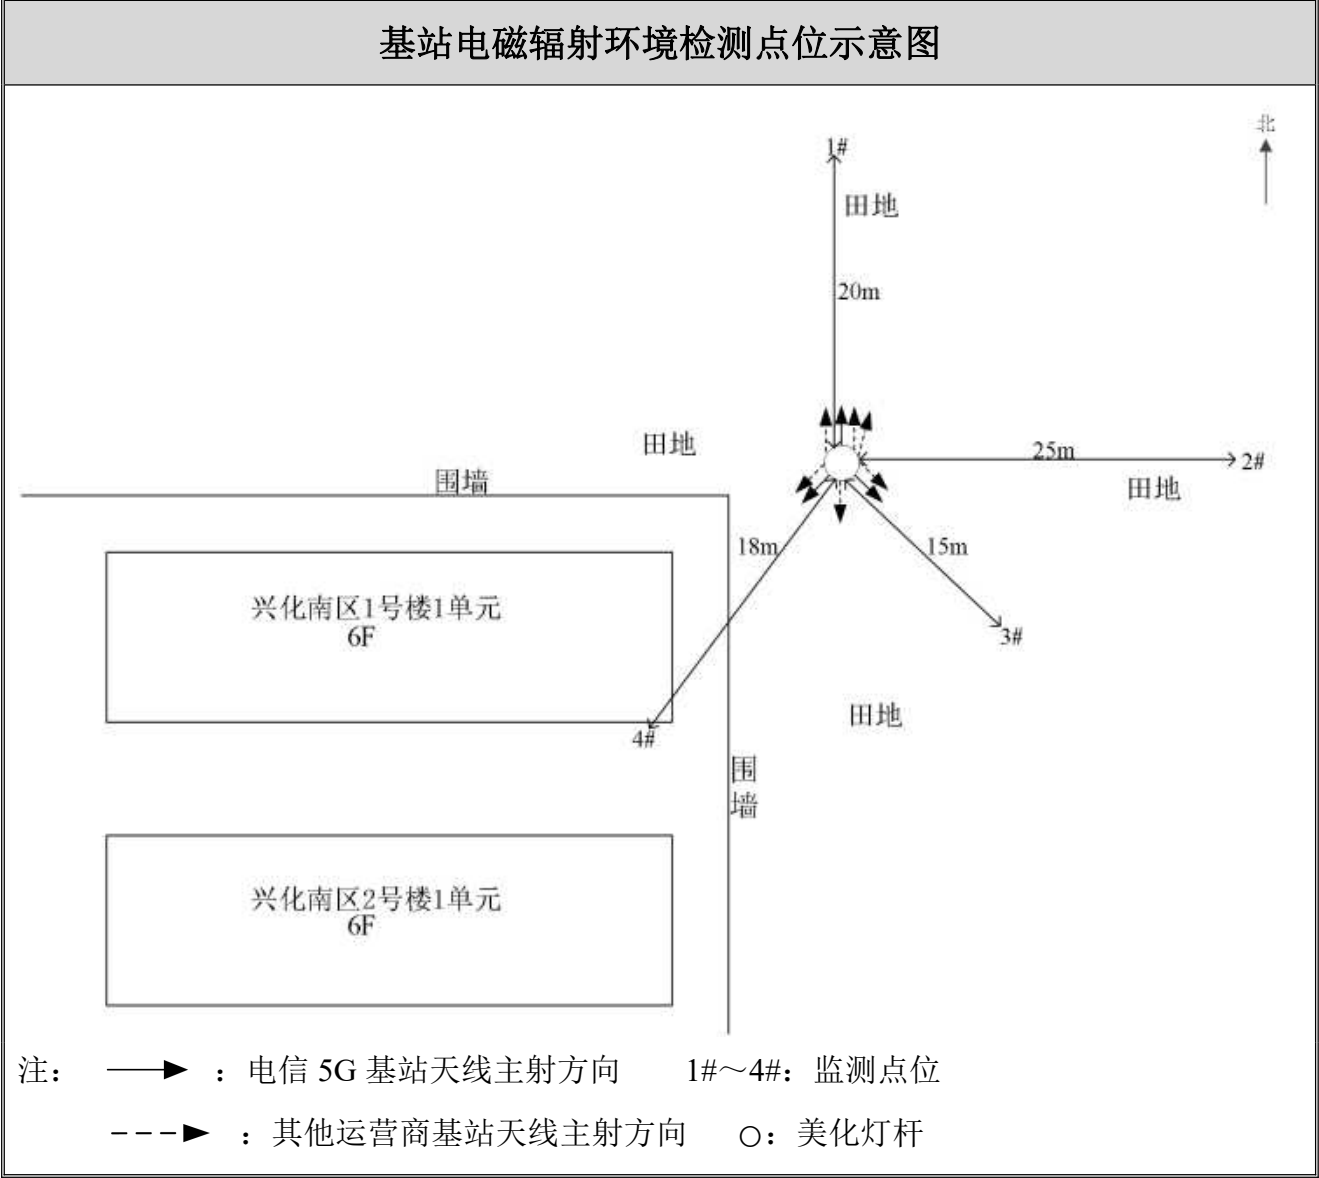 基站电磁辐射环境检测点位示意图
北
1#
田地
20m
田地
25m
2#
围墙
田地
18m
15m
兴化南区1号楼1单元
6F
3#
田地
4#
围墙
兴化南区2号楼1单元
6F
注： ：电信 5G 基站天线主射方向 1#～4#：监测点位
：其他运营商基站天线主射方向 ○：美化灯杆